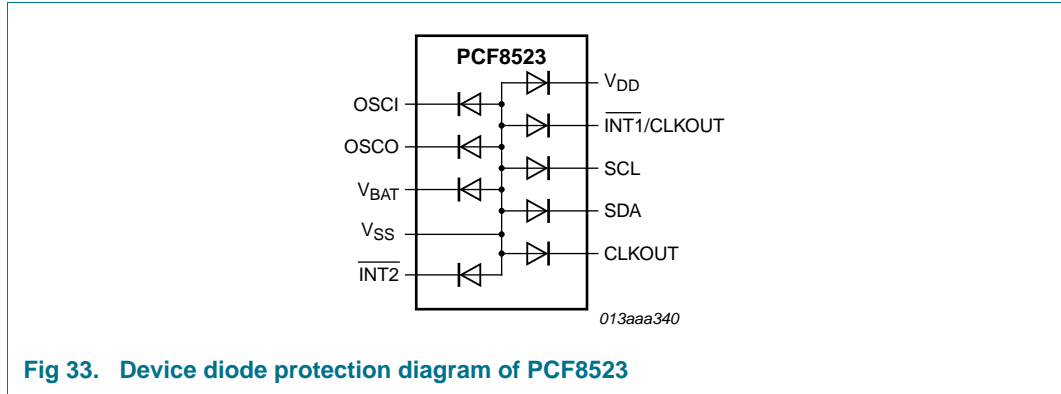 PCF8523
OSCI
OSCO
VBAT
VSS
INT2
VDD
INT1/CLKOUT
SCL
SDA
CLKOUT
013aaa340
Fig 33. Device diode protection diagram of PCF8523